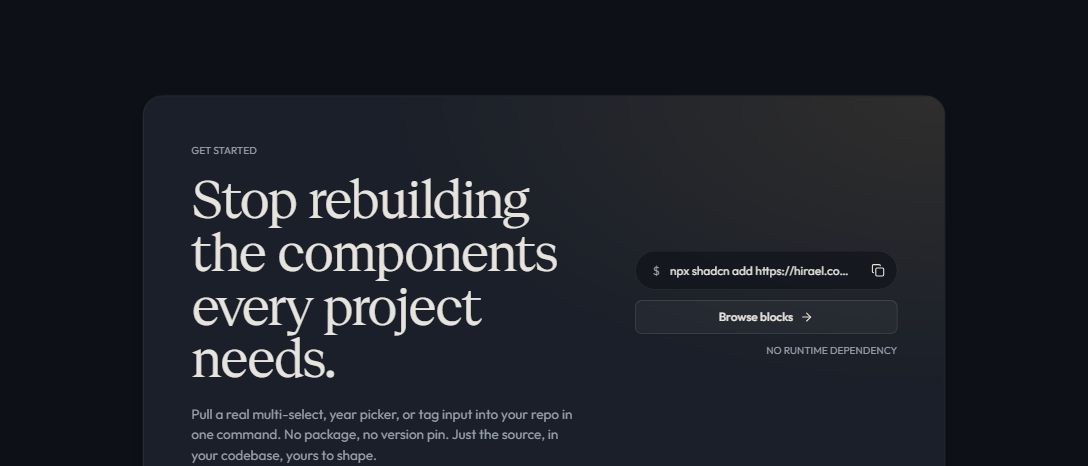 GET STARTED
Stop rebuilding
the components
every project
needs.
Pull a real multi-select, year picker, or tag input into your repo in
one command. No package, no version pin. Just the source, in
your codebase, yours to shape.
$ npx shadcn add https://hirael.co...
Browse blocks →
NO RUNTIME DEPENDENCY